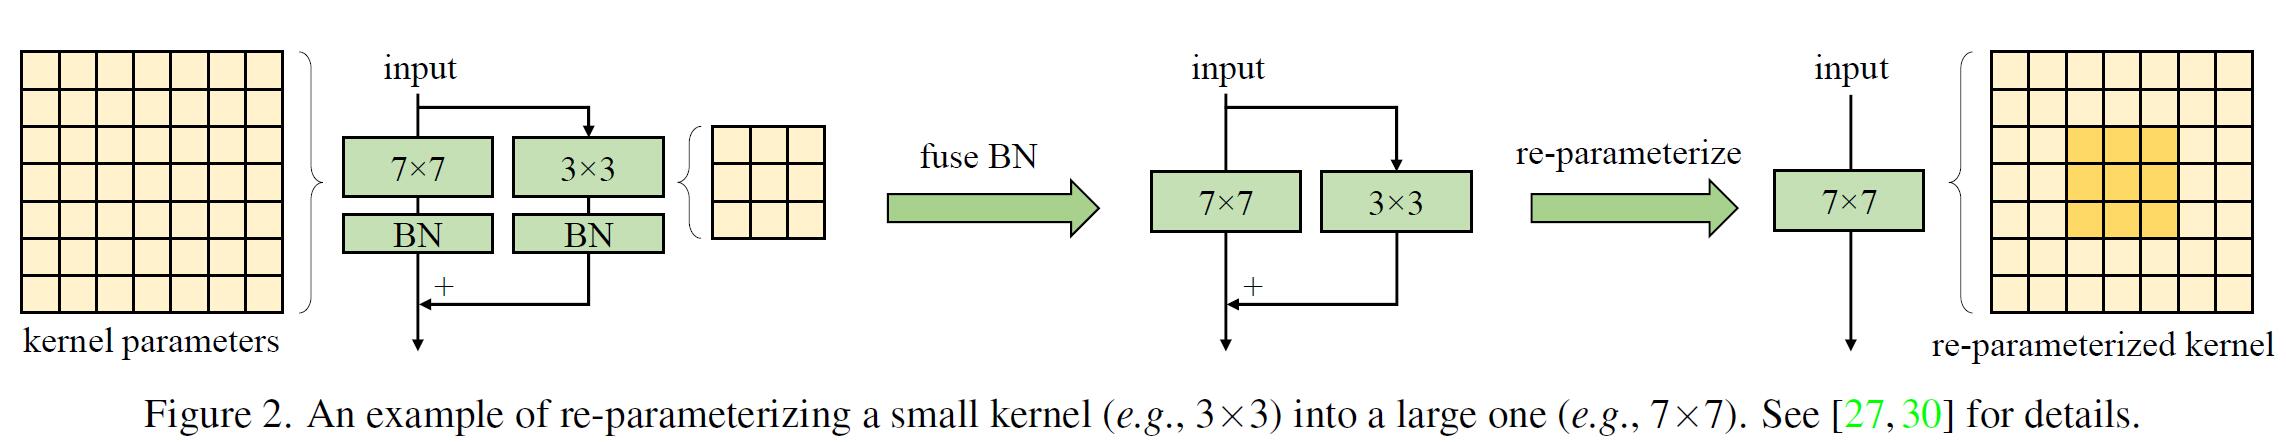 input
7×7
3×3
BN
BN
+
kernel parameters
fuse BN
input
7×7
3×3
+
re-parameterize
input
7×7
re-parameterized kernel
Figure 2. An example of re-parameterizing a small kernel (e.g., 3×3) into a large one (e.g., 7×7). See [27, 30] for details.